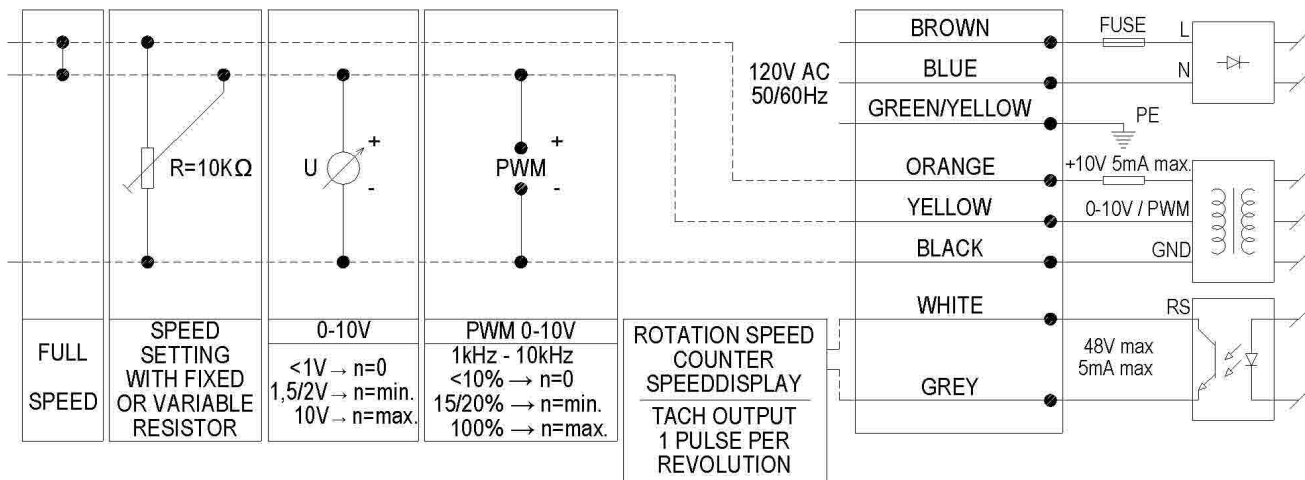 FULL
SPEED
R=10KΩ
SPEED
SETTING
WITH FIXED
OR VARIABLE
RESISTOR
U
+
-
0-10V
<1V→ n=0
1,5/2V→ n=min.
10V→ n=max.
+
PWM
-
PWM 0-10V
1kHz - 10kHz
<10% → n=0
15/20% → n=min.
100% → n=max.
ROTATION SPEED
COUNTER
SPEEDDISPLAY
TACH OUTPUT
1 PULSE PER
REVOLUTION
120V AC
50/60Hz
BROWN
BLUE
GREEN/YELLOW
ORANGE
YELLOW
BLACK
WHITE
GREY
FUSE
L
N
PE
+10V 5mA max.
0-10V / PWM
GND
RS
48V max
5mA max